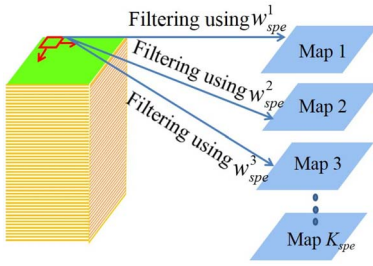 Filtering using w¹spe
Map 1
Filtering using w²spe
Map 2
Filtering using w³spe
Map 3
Map Kspe